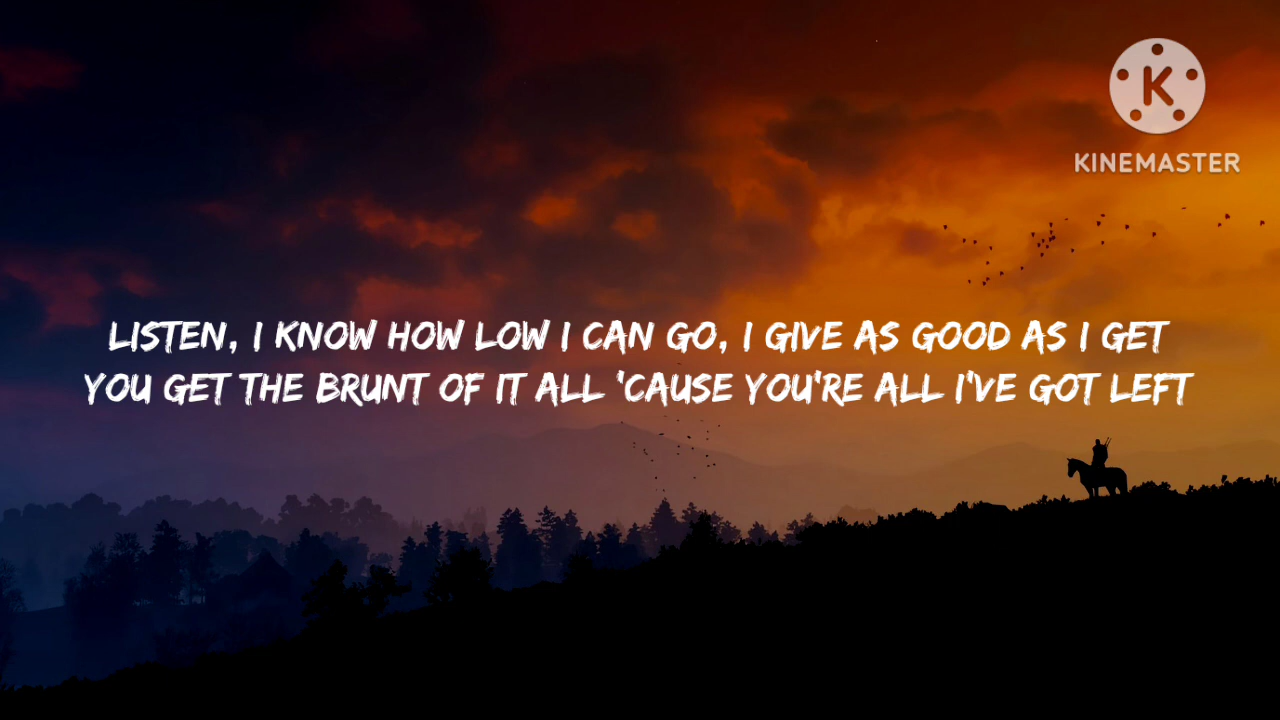 K
KINEMASTER
LISTEN, I KNOW HOW LOW I CAN GO, I GIVE AS GOOD AS I GET
YOU GET THE BRUNT OF IT ALL 'CAUSE YOU'RE ALL I'VE GOT LEFT